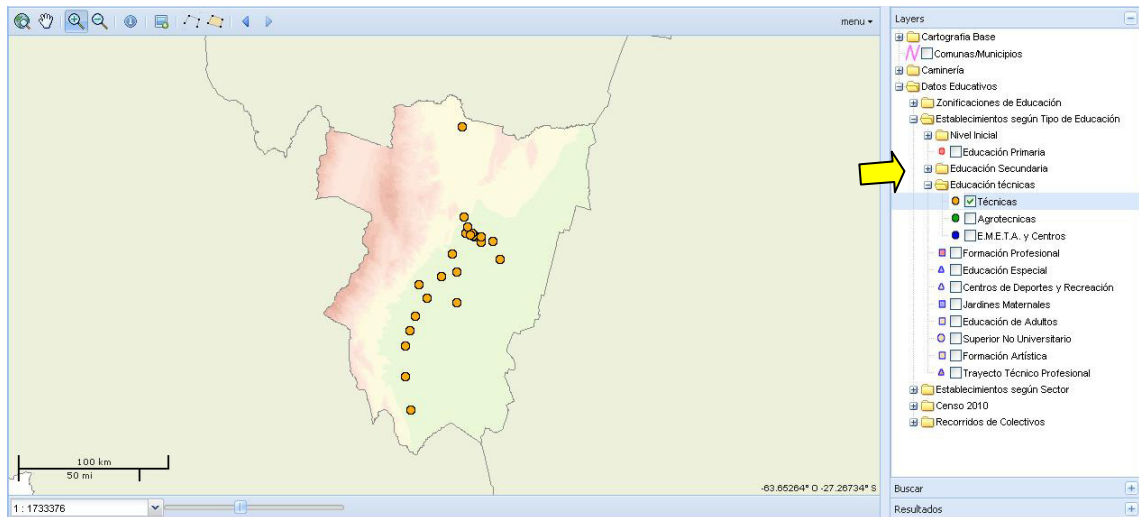 menu
Layers
Cartografia Base
Comunas/Municipios
Caminería
Datos Educativos
Zonificaciones de Educación
Establecimientos según Tipo de Educación
Nivel Inicial
Educación Primaria
Educación Secundaria
Educación técnicas
Técnicas
Agrotecnicas
E.M.E.T.A. y Centros
Formación Profesional
Educación Especial
Centros de Deportes y Recreación
Jardines Maternales
Educación de Adultos
Superior No Universitario
Formación Artística
Trayecto Técnico Profesional
Establecimientos según Sector
Censo 2010
Recorridos de Colectivos
100 km
50 mi
-63.65264° O -27.26734° S
Buscar
1 : 1733376
Resultados